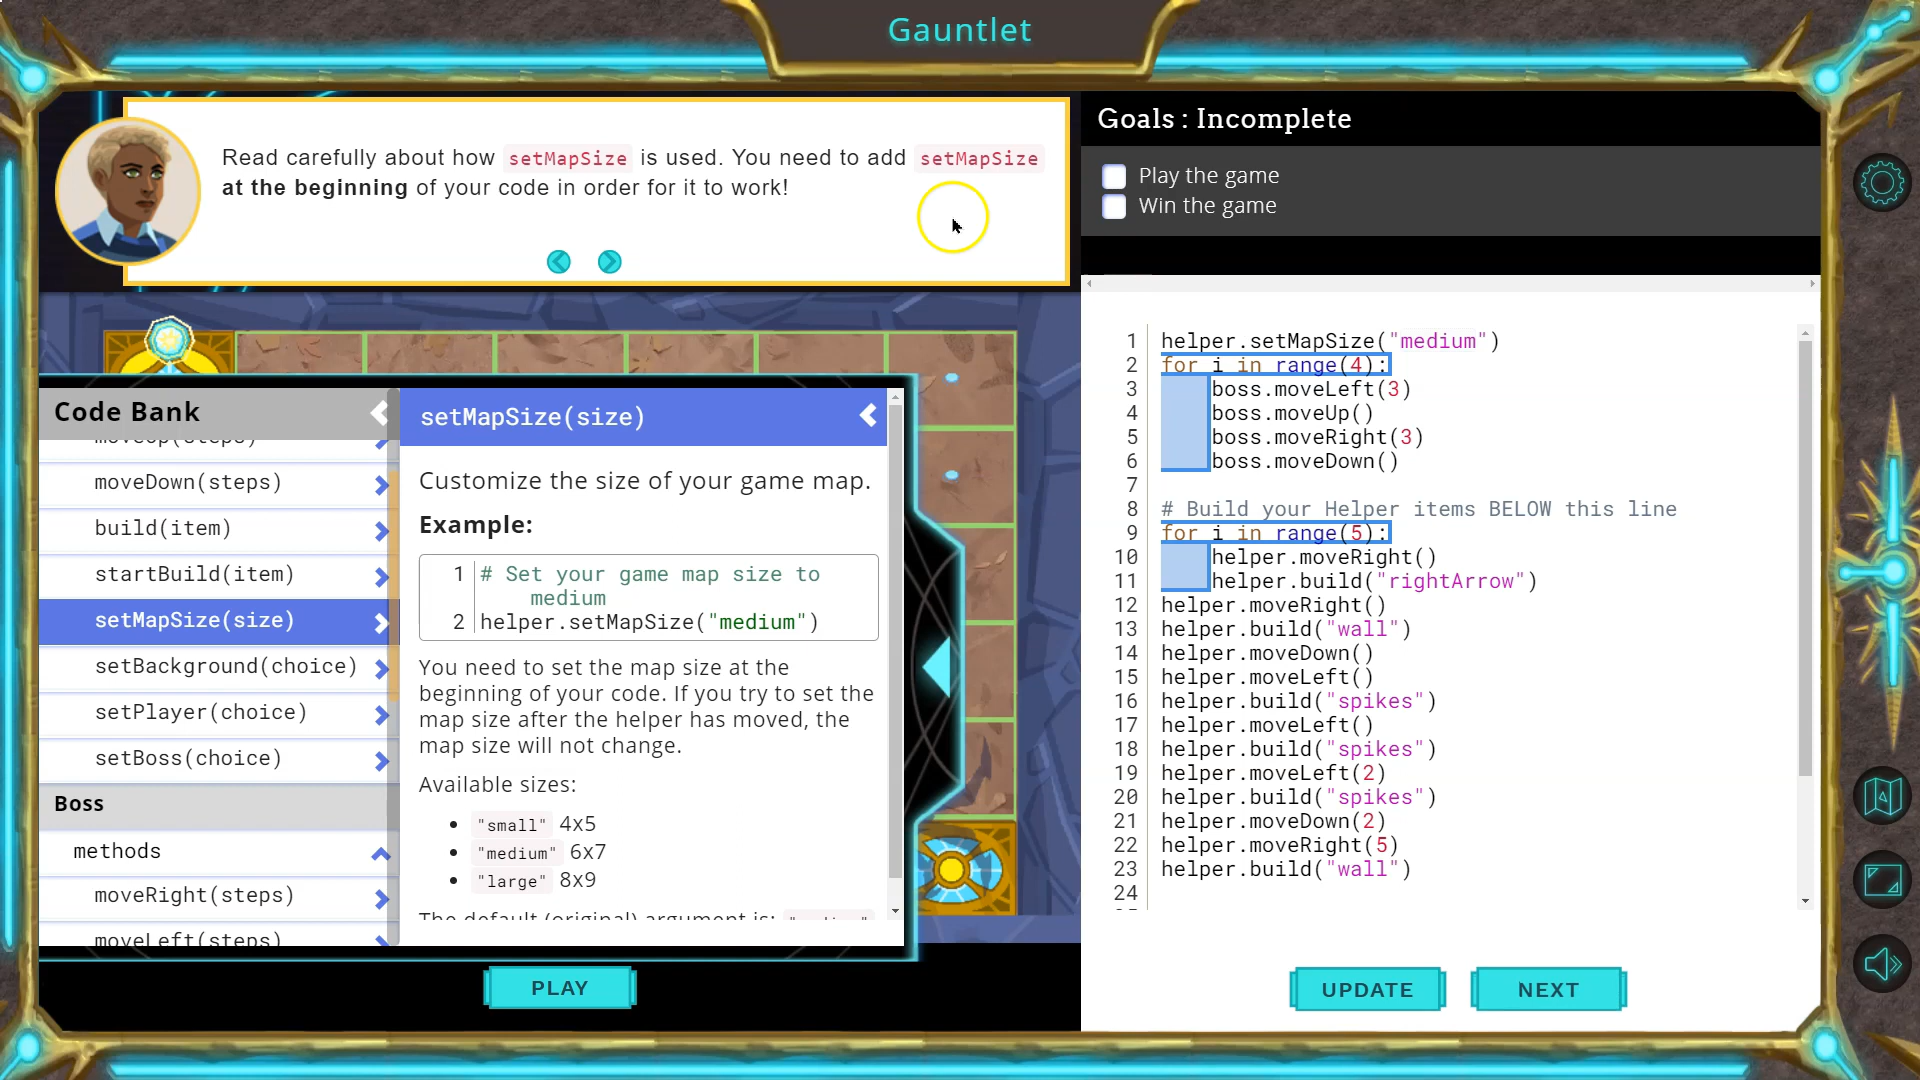 Gauntlet
Read carefully about how setMapSize is used. You need to add setMapSize
at the beginning of your code in order for it to work!
Goals : Incomplete
Play the game
Win the game
Code Bank
moveUp(steps)
moveDown(steps)
build(item)
startBuild(item)
setMapSize(size)
setBackground(choice)
setPlayer(choice)
setBoss(choice)
Boss
methods
moveRight(steps)
moveLeft(steps)
setMapSize(size)
Customize the size of your game map.
Example:
1 # Set your game map size to
medium
2 helper.setMapSize("medium")
You need to set the map size at the
beginning of your code. If you try to set the
map size after the helper has moved, the
map size will not change.
Available sizes:
"small" 4x5
"medium" 6x7
"large" 8x9
The default (original) argument is:
PLAY
1 helper.setMapSize("medium")
2 for i in range(4):
3 boss.moveLeft(3)
4 boss.moveUp()
5 boss.moveRight(3)
6 boss.moveDown()
7
8 # Build your Helper items BELOW this line
9 for i in range(5):
10 helper.moveRight()
11 helper.build("rightArrow")
12 helper.moveRight()
13 helper.build("wall")
14 helper.moveDown()
15 helper.moveLeft()
16 helper.build("spikes")
17 helper.moveLeft()
18 helper.build("spikes")
19 helper.moveLeft(2)
20 helper.build("spikes")
21 helper.moveDown(2)
22 helper.moveRight(5)
23 helper.build("wall")
24
UPDATE
NEXT